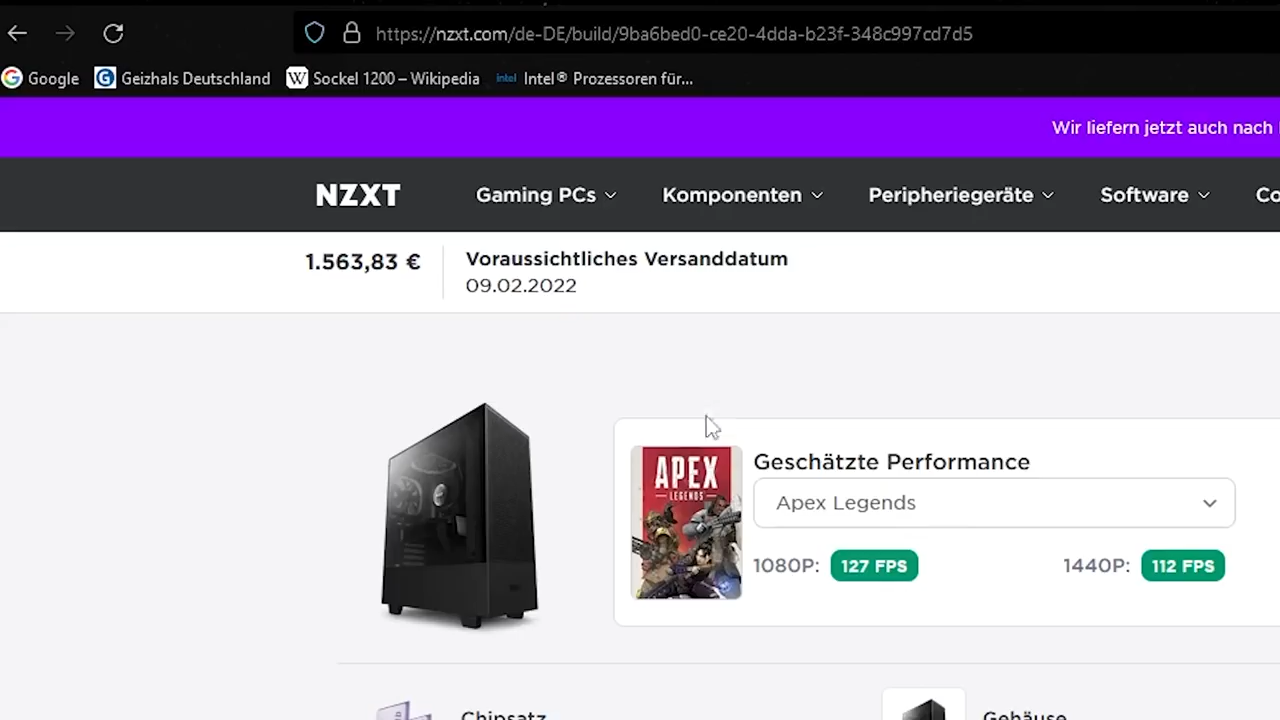 https://nzxt.com/de-DE/build/9ba6bed0-ce20-4dda-b23f-348c997cd7d5
Google
Geizhals Deutschland
W Sockel 1200 – Wikipedia
intel Intel® Prozessoren für...
Wir liefern jetzt auch nach
NZXT
Gaming PCs
Komponenten
Peripheriegeräte
Software
1.563,83 €
Voraussichtliches Versanddatum
09.02.2022
APEX
LEGENDS
Geschätzte Performance
Apex Legends
1080P: 127 FPS
1440P: 112 FPS
Chipsatz
Gehäuse